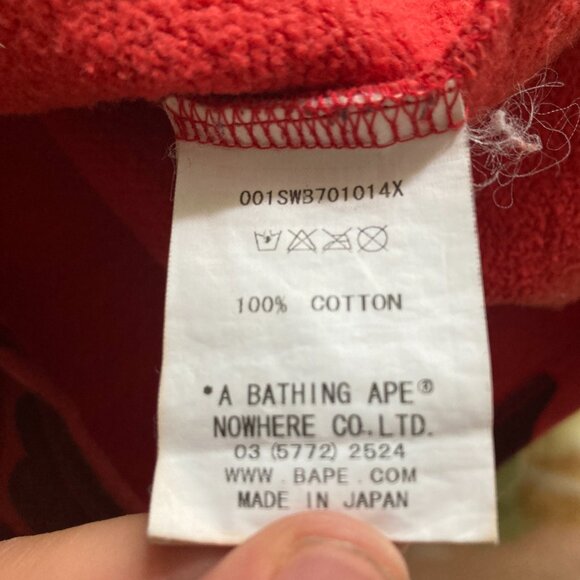 001SWB701014X
100% COTTON
*A BATHING APE®
NOWHERE CO.LTD.
03 (5772) 2524
WWW.BAPE.COM
MADE IN JAPAN